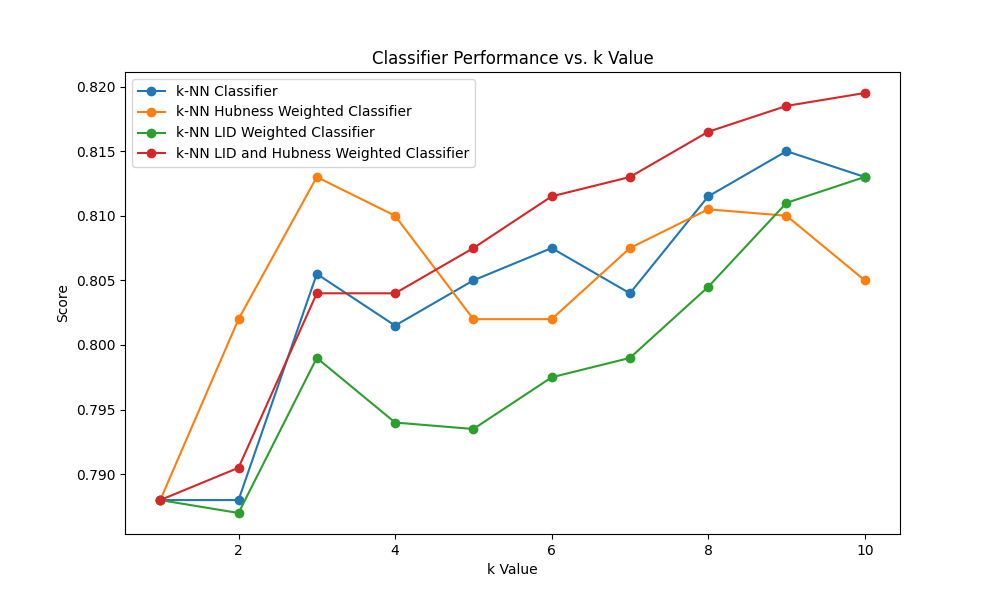 Classifier Performance vs. k Value
k-NN Classifier
k-NN Hubness Weighted Classifier
k-NN LID Weighted Classifier
k-NN LID and Hubness Weighted Classifier
0.820
0.815
0.810
0.805
0.800
0.795
0.790
Score
2 4 6 8 10
k Value